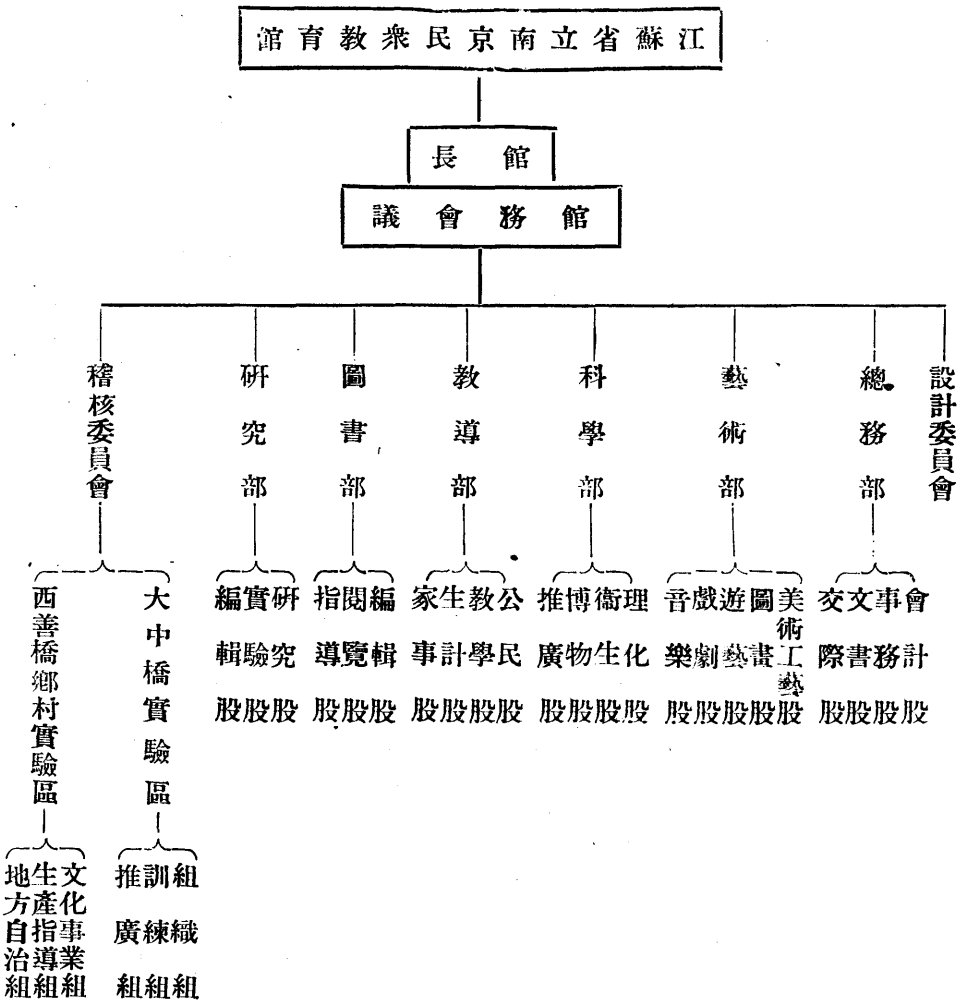 江蘇省立南京民衆教育館
館長
館務會議
設計委員會
總務部
藝術部
科學部
教導部
圖書部
研究部
稽核委員會
會計股
事務股
文書股
交際股
美術工藝股
圖畫股
遊藝股
戲劇股
音樂股
理化股
衞生股
博物股
推廣股
公民股
教學股
生計股
家事股
編輯股
閱覽股
指導股
研究股
實驗股
編輯股
大中橋實驗區
西善橋鄉村實驗區
組織組
訓練組
推廣組
文化事業組
生產指導組
地方自治組